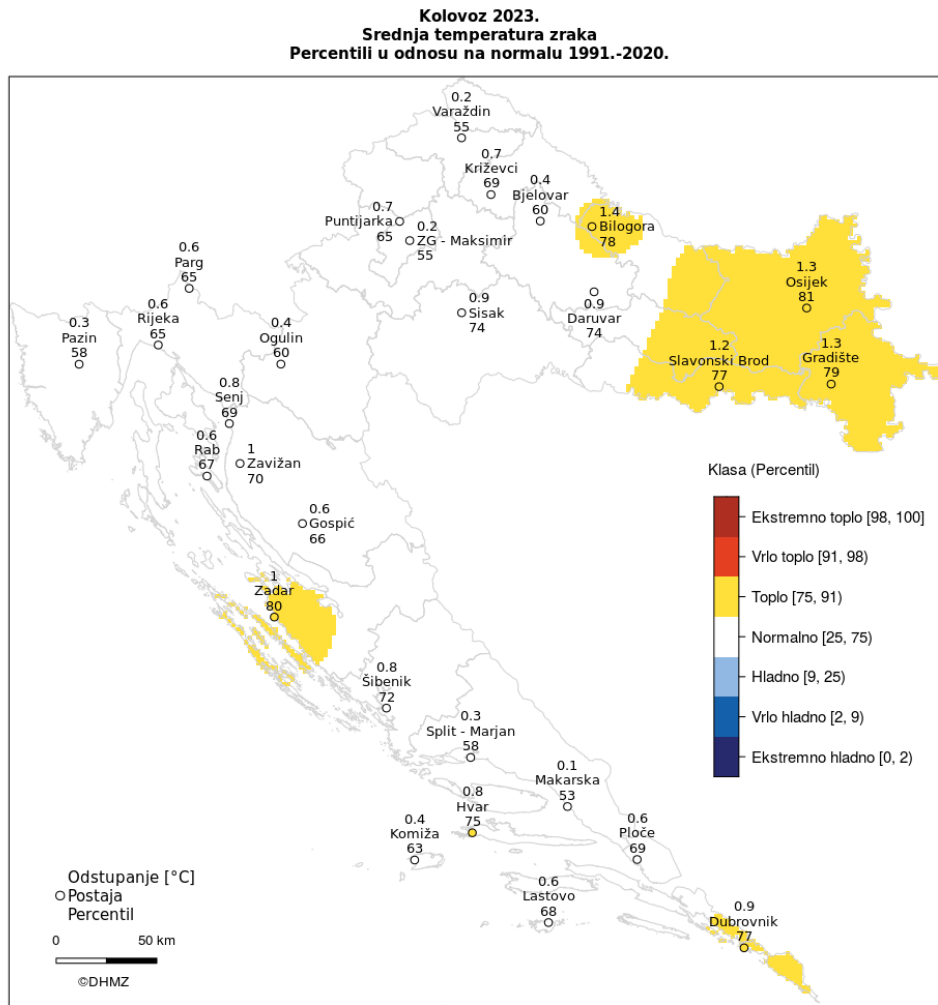 Kolovoz 2023.
Srednja temperatura zraka
Percentili u odnosu na normalu 1991.-2020.
0.2
Varaždin
55
0.7
Križevci
69
0.4
Bjelovar
60
1.4
Bilogora
78
0.7
Puntijarka
65
0.2
ZG - Maksimir
55
0.6
Parg
65
1.3
Osijek
81
0.9
Sisak
74
0.9
Daruvar
74
0.3
Pazin
58
0.6
Rijeka
65
0.4
Ogulin
60
1.2
Slavonski Brod
77
1.3
Gradište
79
0.8
Senj
69
0.6
Rab
67
1
Zavižan
70
0.6
Gospić
66
1
Zadar
80
0.8
Šibenik
72
0.3
Split - Marjan
58
0.1
Makarska
53
0.8
Hvar
75
0.4
Komiža
63
0.6
Ploče
69
0.6
Lastovo
68
0.9
Dubrovnik
77
Klasa (Percentil)
Ekstremno toplo [98, 100]
Vrlo toplo [91, 98)
Toplo [75, 91)
Normalno [25, 75)
Hladno [9, 25)
Vrlo hladno [2, 9)
Ekstremno hladno [0, 2)
Odstupanje [°C]
Postaja
Percentil
0 50 km
©DHMZ